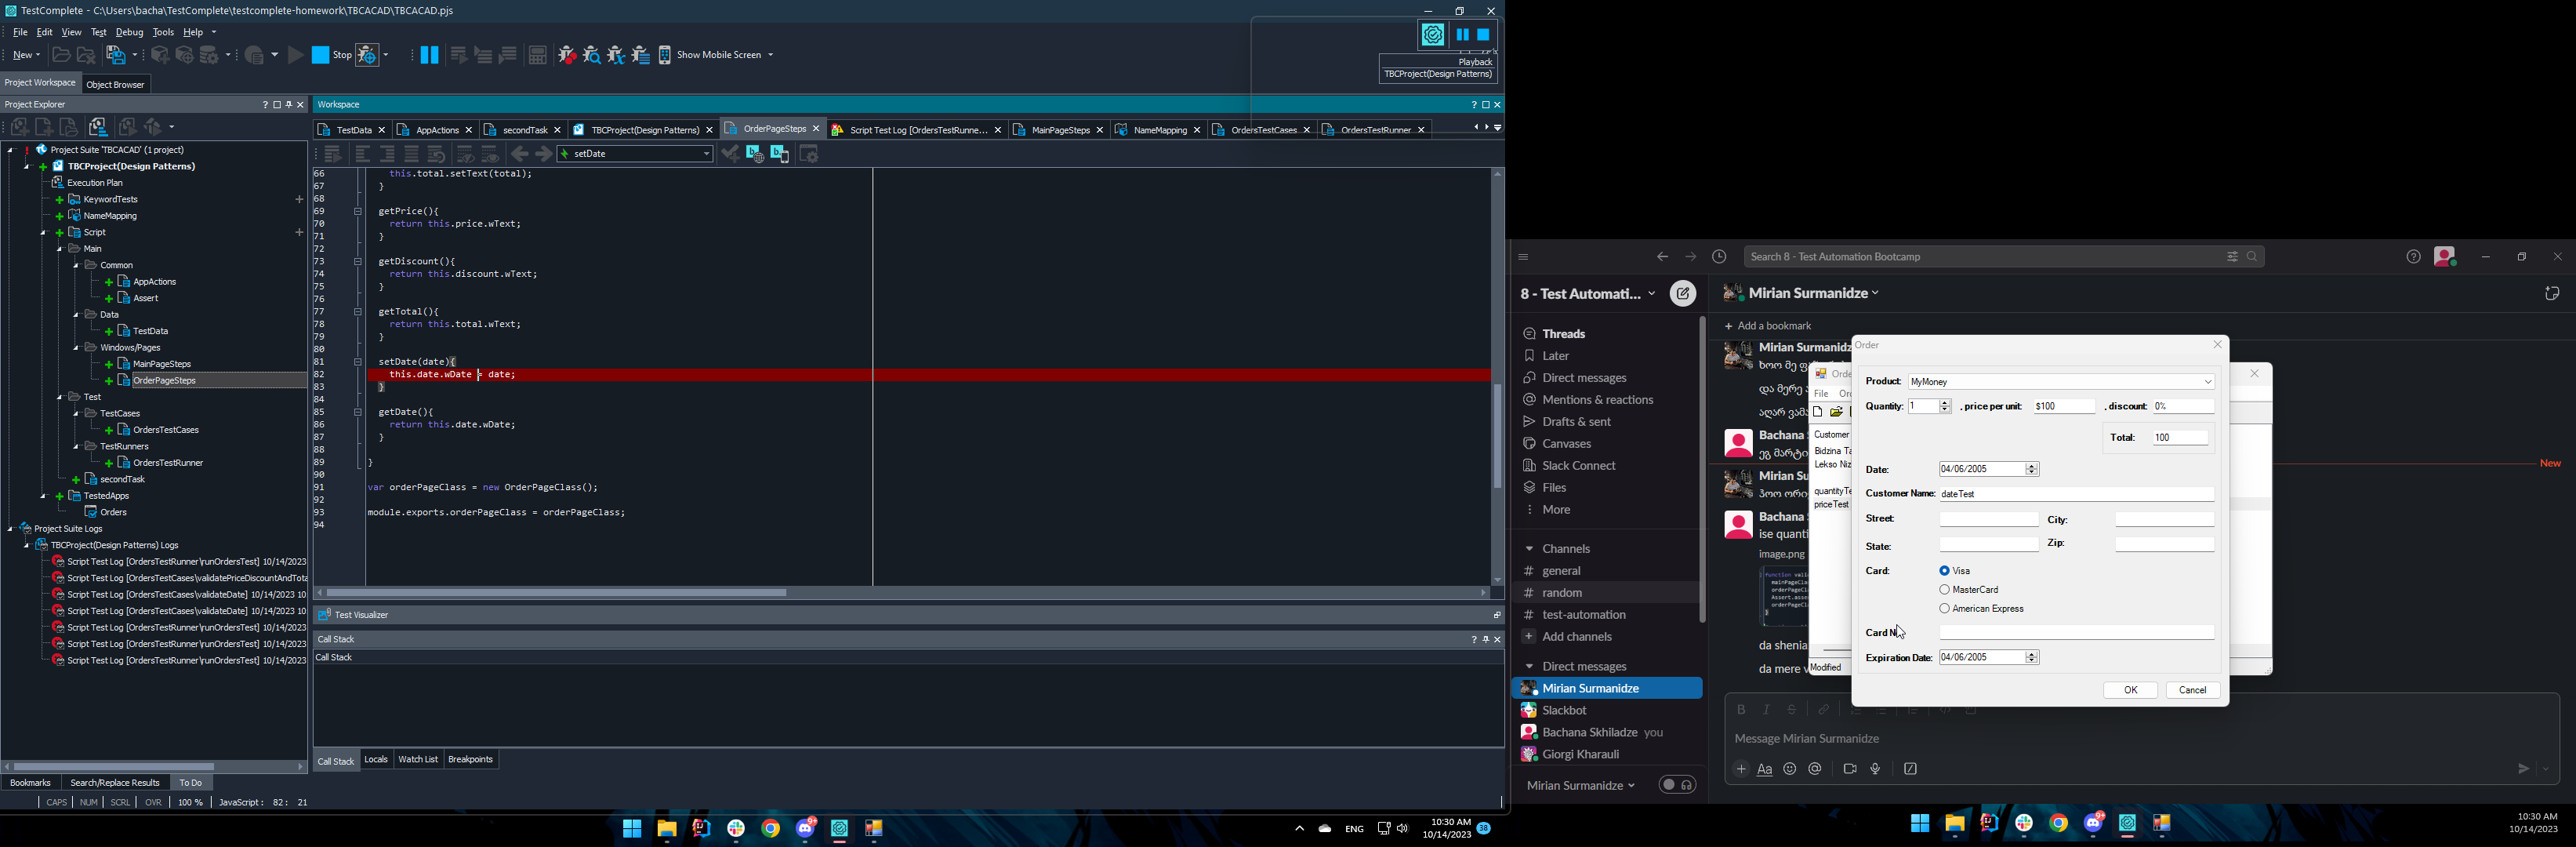 TestComplete - C:\Users\bacha\TestComplete\testcomplete-homework\TBCACAD\TBCACAD.pjs
File Edit View Test Debug Tools Help
New Stop Show Mobile Screen
Playback
TBCProject(Design Patterns)
Project Workspace Object Browser
Project Explorer
Project Suite 'TBCACAD' (1 project)
TBCProject(Design Patterns)
Execution Plan
KeywordTests
NameMapping
Script
Main
Common
AppActions
Assert
Data
TestData
Windows/Pages
MainPageSteps
OrderPageSteps
Test
TestCases
OrdersTestCases
TestRunners
OrdersTestRunner
secondTask
TestedApps
Orders
Project Suite Logs
TBCProject(Design Patterns) Logs
Script Test Log [OrdersTestRunner\runOrdersTest] 10/14/2023
Script Test Log [OrdersTestCases\validatePriceDiscountAndTota
Script Test Log [OrdersTestCases\validateDate] 10/14/2023 10
Script Test Log [OrdersTestCases\validateDate] 10/14/2023 10
Script Test Log [OrdersTestRunner\runOrdersTest] 10/14/2023
Script Test Log [OrdersTestRunner\runOrdersTest] 10/14/2023
Script Test Log [OrdersTestRunner\runOrdersTest] 10/14/2023
Bookmarks Search/Replace Results To Do
CAPS NUM SCRL OVR 100 % JavaScript: 82: 21
Workspace
TestData AppActions secondTask TBCProject(Design Patterns) OrderPageSteps Script Test Log [OrdersTestRunne... MainPageSteps NameMapping OrdersTestCases OrdersTestRunner
setDate
66 this.total.setText(total);
67 }
68
69 getPrice(){
70 return this.price.wText;
71 }
72
73 getDiscount(){
74 return this.discount.wText;
75 }
76
77 getTotal(){
78 return this.total.wText;
79 }
80
81 setDate(date){
82 this.date.wDate = date;
83 }
84
85 getDate(){
86 return this.date.wDate;
87 }
88
89 }
90
91 var orderPageClass = new OrderPageClass();
92
93 module.exports.orderPageClass = orderPageClass;
94
Test Visualizer
Call Stack
Call Stack
Call Stack Locals Watch List Breakpoints
ENG
10:30 AM
10/14/2023
38
Search 8 - Test Automation Bootcamp
8 - Test Automati...
Threads
Later
Direct messages
Mentions & reactions
Drafts & sent
Canvases
Slack Connect
Files
More
Channels
# general
# random
# test-automation
Add channels
Direct messages
Mirian Surmanidze
Slackbot
Bachana Skhiladze you
Giorgi Kharauli
Mirian Surmanidze
Mirian Surmanidze
Add a bookmark
Mirian Surmanidz
ხოო მე ფ
და მერე
აღარ ვამა
Bachana
ეგ მარტი
New
Mirian Su
ჰოო ორი
Bachana
ise quanti
image.png
da shenia
da mere v
Message Mirian Surmanidze
Orde
File Or
Customer
Bidzina Ta
Lekso Niz
quantityTe
priceTest
Modified
Order
Product: MyMoney
Quantity: 1 , price per unit: $100 , discount: 0%
Total: 100
Date: 04/06/2005
Customer Name: dateTest
Street: City:
State: Zip:
Card: Visa
MasterCard
American Express
Card N
Expiration Date: 04/06/2005
OK Cancel
10:30 AM
10/14/2023